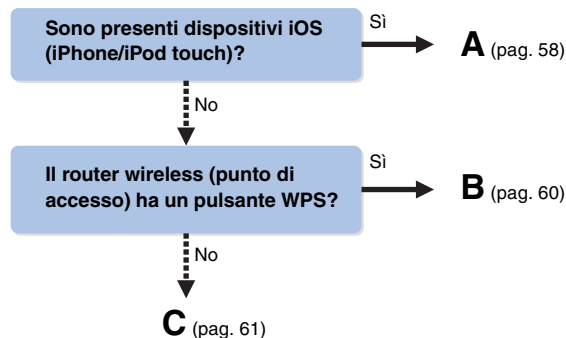 Sono presenti dispositivi iOS
(iPhone/iPod touch)?
Sì
A (pag. 58)
No
Il router wireless (punto di
accesso) ha un pulsante WPS?
Sì
B (pag. 60)
No
C (pag. 61)